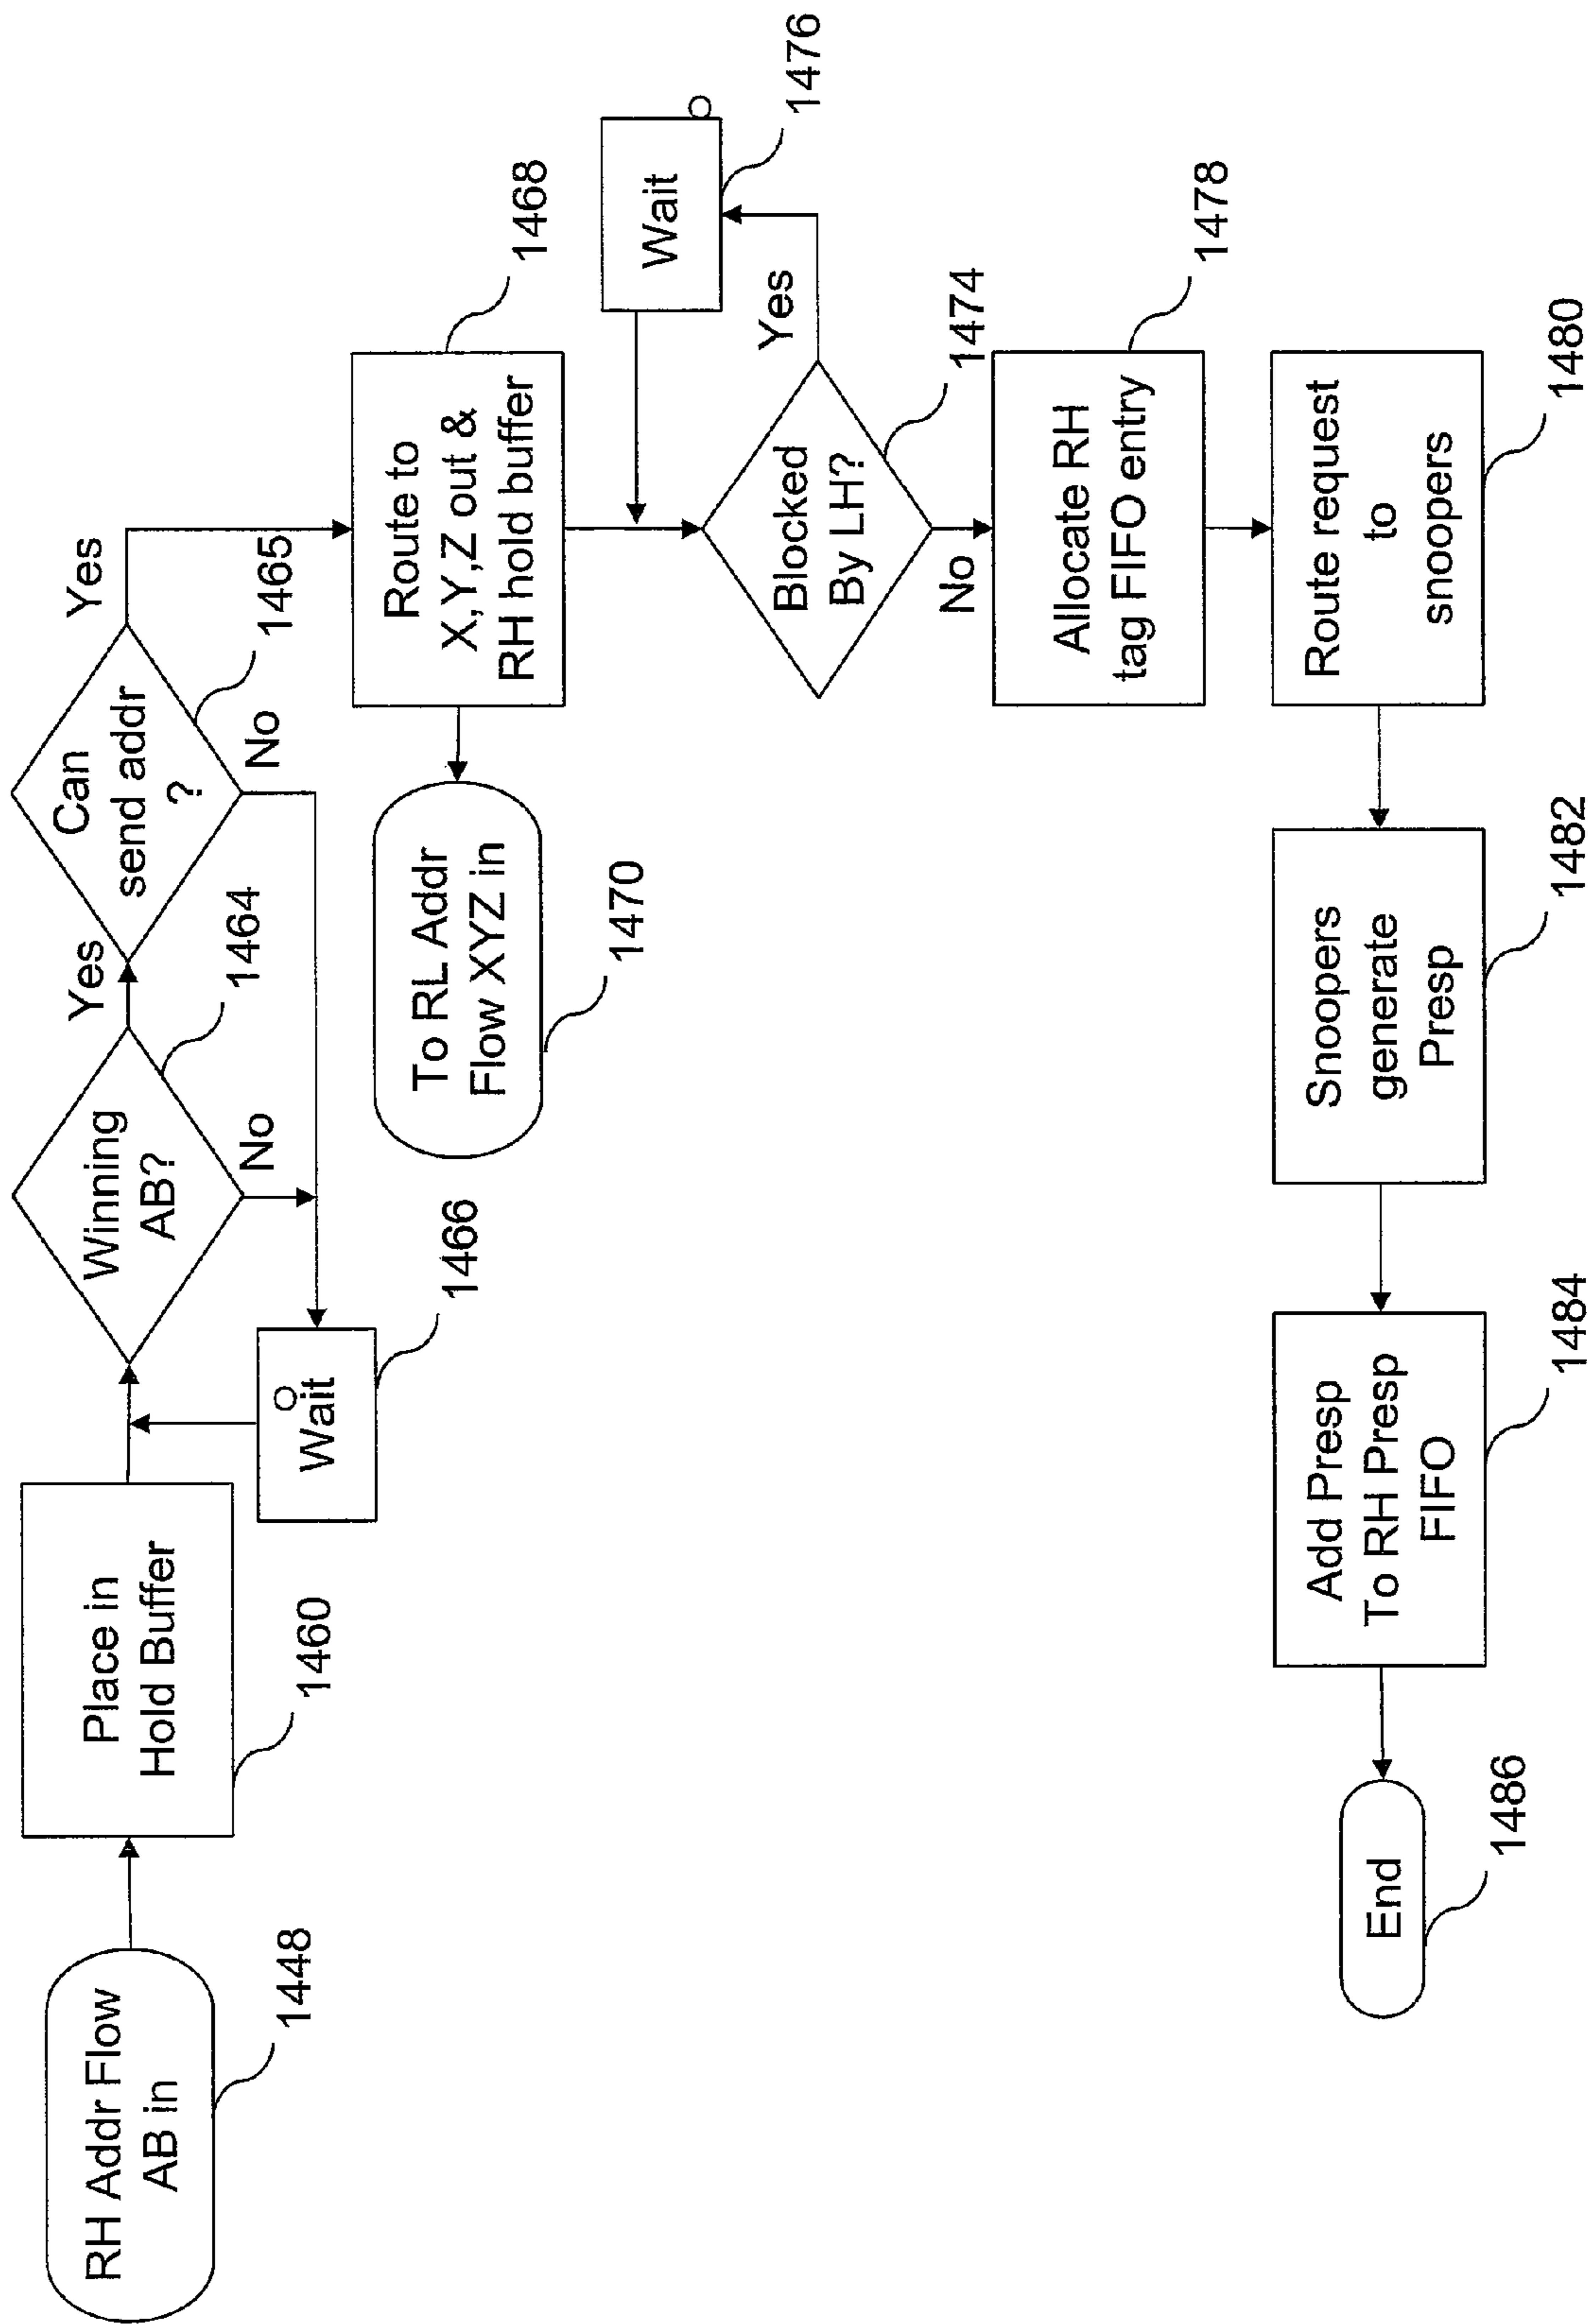 RH Addr Flow
AB in
1448
Place in
Hold Buffer
1460
Winning
AB?
1464
Yes
No
Wait
1466
Can
send addr
?
1465
Yes
No
Route to
X,Y,Z out &
RH hold buffer
1468
To RL Addr
Flow XYZ in
1470
Blocked
By LH?
1474
Yes
No
Wait
1476
Allocate RH
tag FIFO entry
1478
Route request
to
snoopers
1480
Snoopers
generate
Presp
1482
Add Presp
To RH Presp
FIFO
1484
End
1486